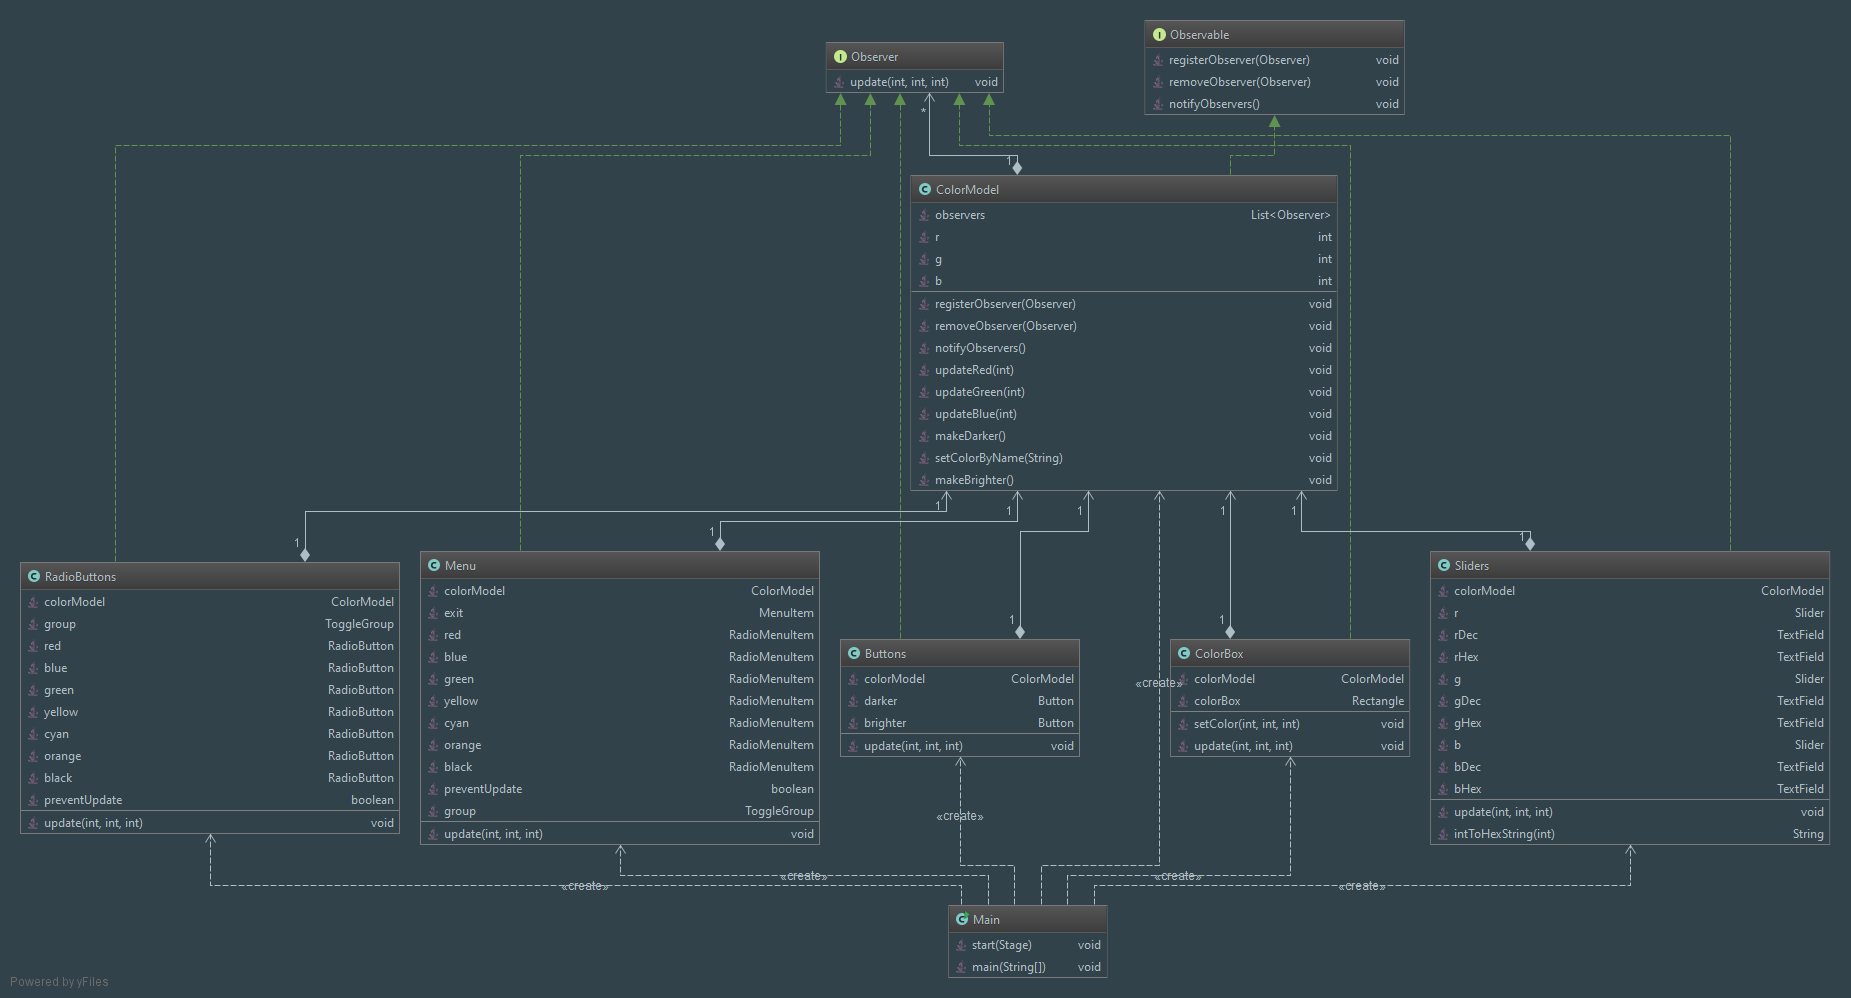 Observer
update(int, int, int) void
*
Observable
registerObserver(Observer) void
removeObserver(Observer) void
notifyObservers() void
1
ColorModel
observers List<Observer>
r int
g int
b int
registerObserver(Observer) void
removeObserver(Observer) void
notifyObservers() void
updateRed(int) void
updateGreen(int) void
updateBlue(int) void
makeDarker() void
setColorByName(String) void
makeBrighter() void
1 1 1 1 1
1
RadioButtons
colorModel ColorModel
group ToggleGroup
red RadioButton
blue RadioButton
green RadioButton
yellow RadioButton
cyan RadioButton
orange RadioButton
black RadioButton
preventUpdate boolean
update(int, int, int) void
1
Menu
colorModel ColorModel
exit MenuItem
red RadioMenuItem
blue RadioMenuItem
green RadioMenuItem
yellow RadioMenuItem
cyan RadioMenuItem
orange RadioMenuItem
black RadioMenuItem
preventUpdate boolean
group ToggleGroup
update(int, int, int) void
1
Buttons
colorModel ColorModel
darker Button
brighter Button
update(int, int, int) void
«create»
1
ColorBox
colorModel ColorModel
colorBox Rectangle
setColor(int, int, int) void
update(int, int, int) void
1
Sliders
colorModel ColorModel
r Slider
rDec TextField
rHex TextField
g Slider
gDec TextField
gHex TextField
b Slider
bDec TextField
bHex TextField
update(int, int, int) void
intToHexString(int) String
«create»
«create»
«create»
«create»
«create»
Main
start(Stage) void
main(String[]) void
Powered by yFiles